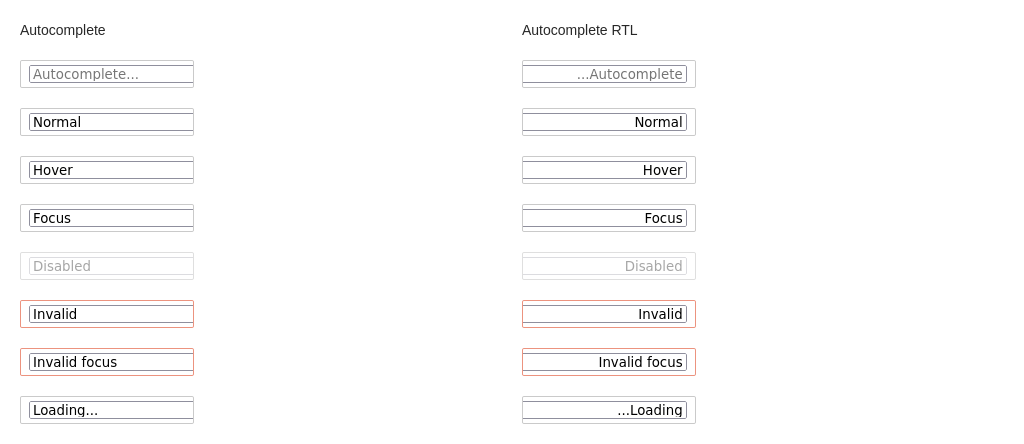 Autocomplete
Autocomplete...
Normal
Hover
Focus
Disabled
Invalid
Invalid focus
Loading...
Autocomplete RTL
...Autocomplete
Normal
Hover
Focus
Disabled
Invalid
Invalid focus
...Loading